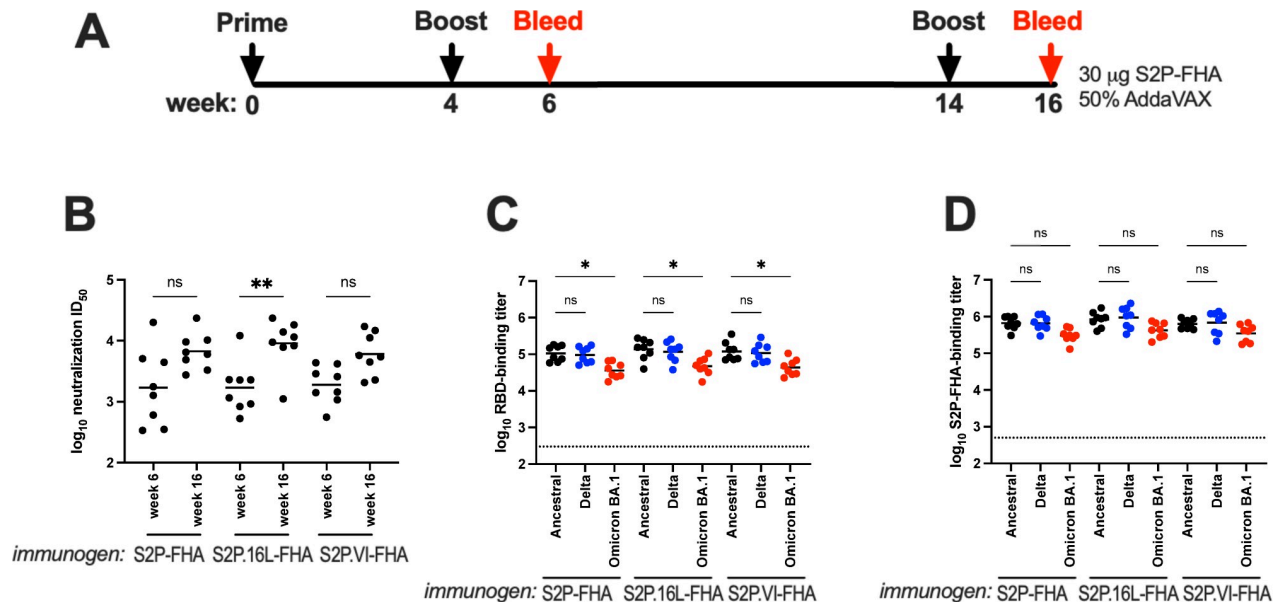 A
Prime Boost Bleed Boost Bleed
week: 0 4 6 14 16
30 μg S2P-FHA
50% AddaVAX
B
log10 neutralization ID50
5
4
3
2
ns ** ns
week 6 week 16 week 6 week 16 week 6 week 16
immunogen: S2P-FHA S2P.16L-FHA S2P.VI-FHA
C
log10 RBD-binding titer
7
6
5
4
3
2
* * *
ns ns ns
Ancestral Delta Omicron BA.1 Ancestral Delta Omicron BA.1 Ancestral Delta Omicron BA.1
immunogen: S2P-FHA S2P.16L-FHA S2P.VI-FHA
D
log10 S2P-FHA-binding titer
7
6
5
4
3
2
ns ns ns
ns ns ns
Ancestral Delta Omicron BA.1 Ancestral Delta Omicron BA.1 Ancestral Delta Omicron BA.1
immunogen: S2P-FHA S2P.16L-FHA S2P.VI-FHA